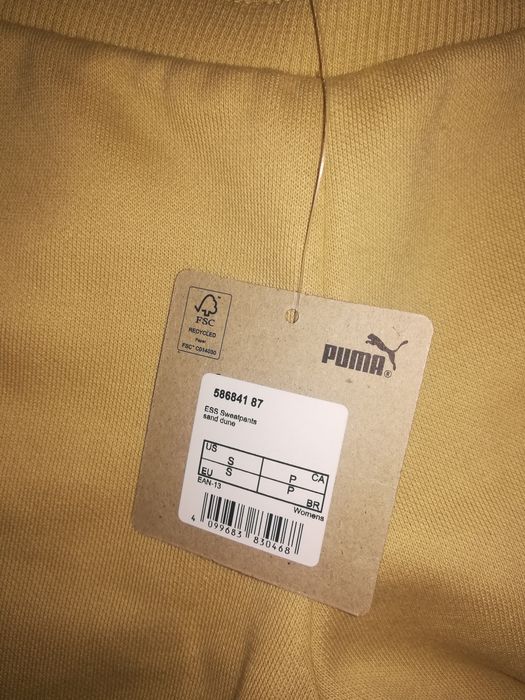 FSC
RECYCLED
Paper
FSC® C014030
PUMA®
586841 87
ESS Sweatpants
sand dune
US S P CA
EU S P BR
EAN-13
Womens
4 099683 830468